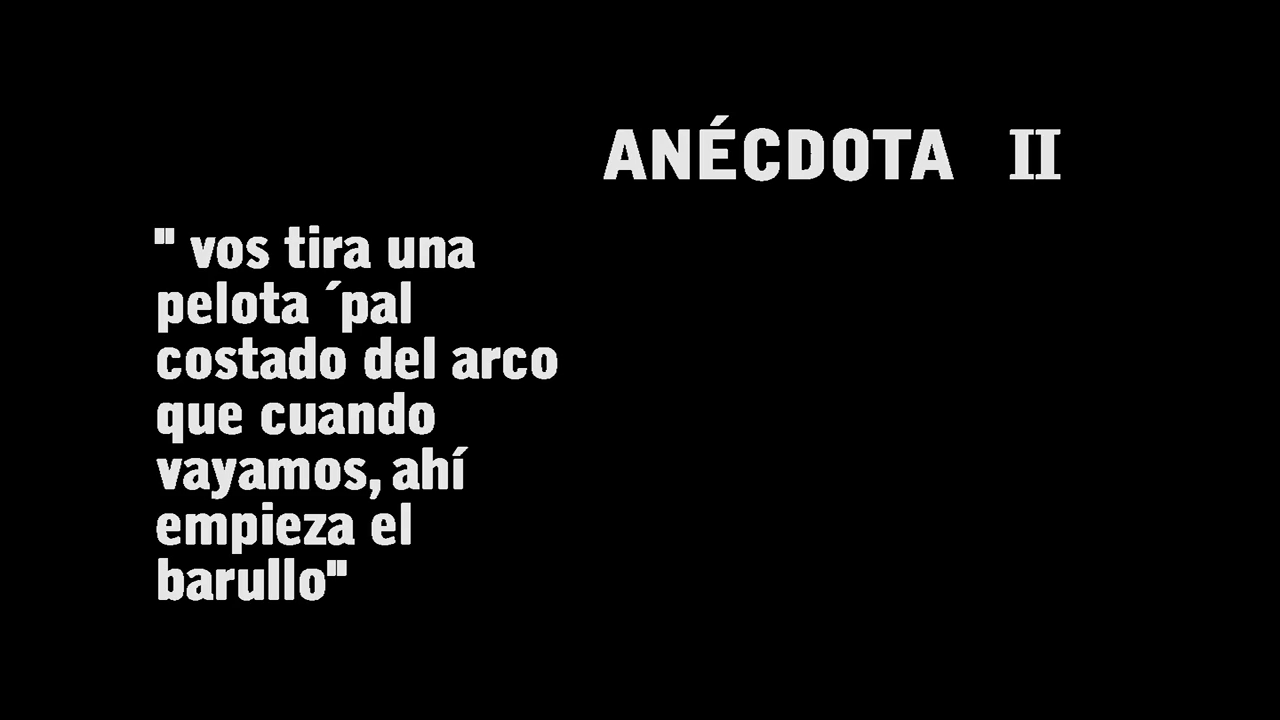 ANÉCDOTA II
" vos tira una
pelota ´pal
costado del arco
que cuando
vayamos, ahí
empieza el
barullo"